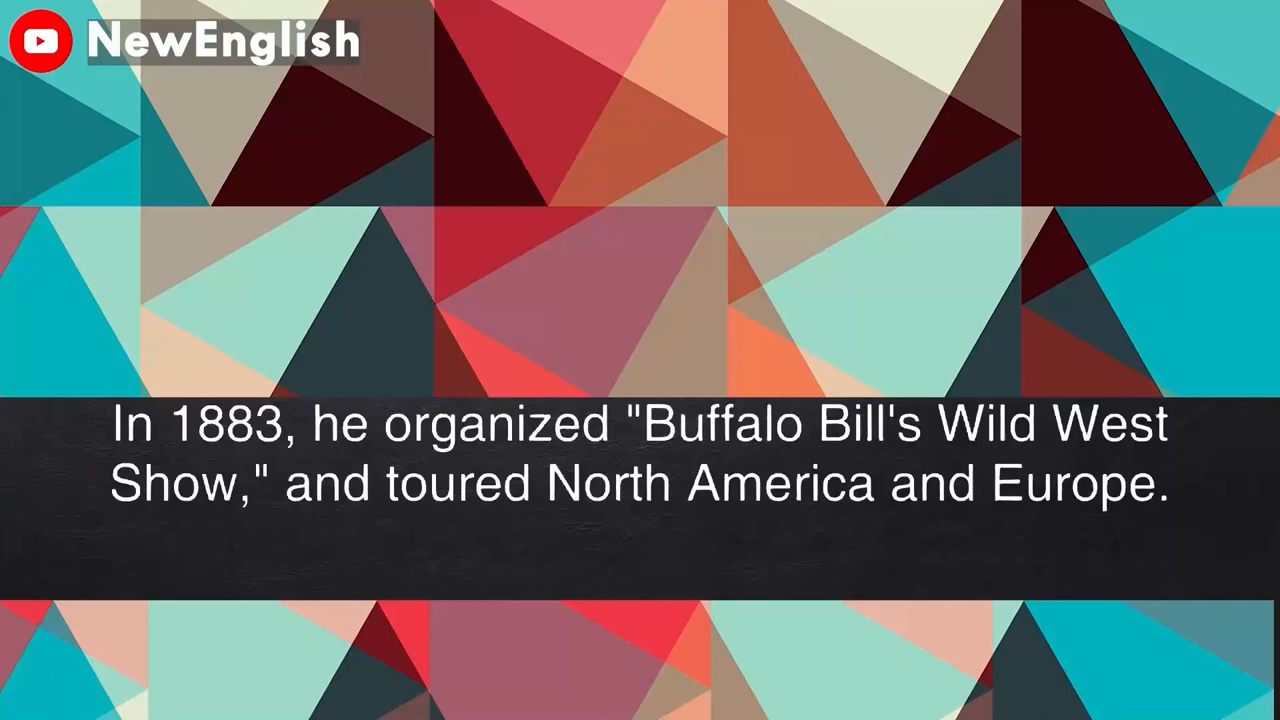 NewEnglish
In 1883, he organized "Buffalo Bill's Wild West
Show," and toured North America and Europe.